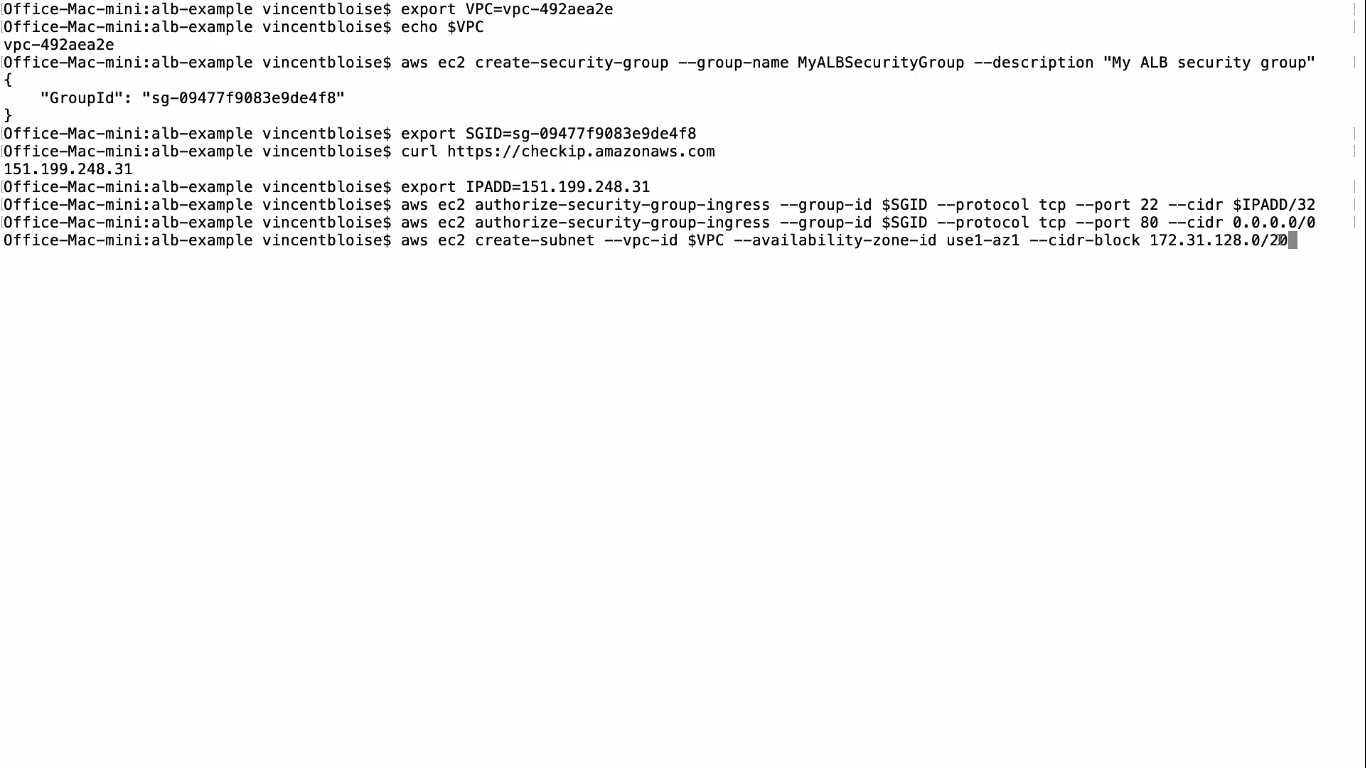 Office-Mac-mini:alb-example vincentbloise$ export VPC=vpc-492aea2e
Office-Mac-mini:alb-example vincentbloise$ echo $VPC
vpc-492aea2e
Office-Mac-mini:alb-example vincentbloise$ aws ec2 create-security-group --group-name MyALBSecurityGroup --description "My ALB security group"
{
    "GroupId": "sg-09477f9083e9de4f8"
}
Office-Mac-mini:alb-example vincentbloise$ export SGID=sg-09477f9083e9de4f8
Office-Mac-mini:alb-example vincentbloise$ curl https://checkip.amazonaws.com
151.199.248.31
Office-Mac-mini:alb-example vincentbloise$ export IPADD=151.199.248.31
Office-Mac-mini:alb-example vincentbloise$ aws ec2 authorize-security-group-ingress --group-id $SGID --protocol tcp --port 22 --cidr $IPADD/32
Office-Mac-mini:alb-example vincentbloise$ aws ec2 authorize-security-group-ingress --group-id $SGID --protocol tcp --port 80 --cidr 0.0.0.0/0
Office-Mac-mini:alb-example vincentbloise$ aws ec2 create-subnet --vpc-id $VPC --availability-zone-id use1-az1 --cidr-block 172.31.128.0/20